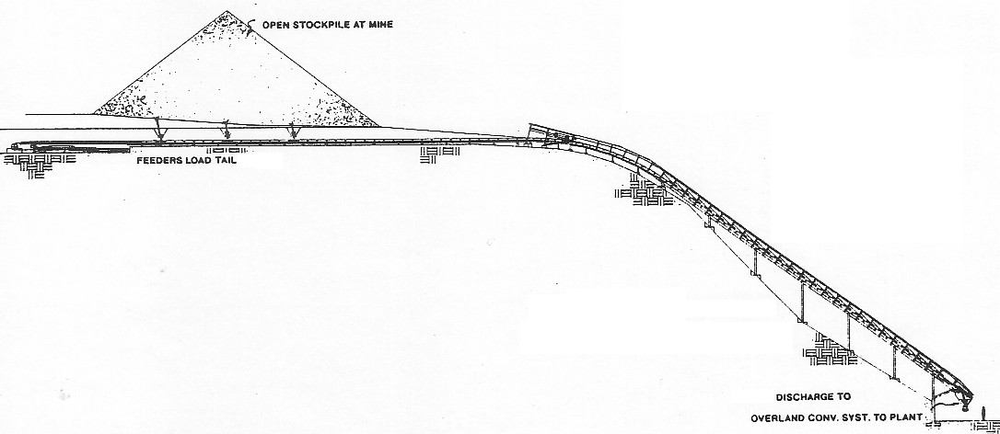 OPEN STOCKPILE AT MINE
FEEDERS LOAD TAIL
DISCHARGE TO
OVERLAND CONV. SYST. TO PLANT